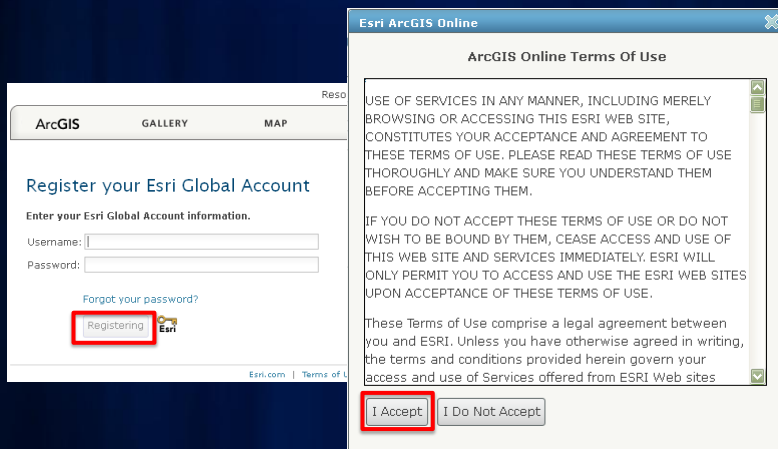 Reso
ArcGIS GALLERY MAP
Register your Esri Global Account
Enter your Esri Global Account information.
Username:
Password:
Forgot your password?
Registering Esri
Esri.com | Terms of U
Esri ArcGIS Online
ArcGIS Online Terms Of Use
USE OF SERVICES IN ANY MANNER, INCLUDING MERELY
BROWSING OR ACCESSING THIS ESRI WEB SITE,
CONSTITUTES YOUR ACCEPTANCE AND AGREEMENT TO
THESE TERMS OF USE. PLEASE READ THESE TERMS OF USE
THOROUGHLY AND MAKE SURE YOU UNDERSTAND THEM
BEFORE ACCEPTING THEM.
IF YOU DO NOT ACCEPT THESE TERMS OF USE OR DO NOT
WISH TO BE BOUND BY THEM, CEASE ACCESS AND USE OF
THIS WEB SITE AND SERVICES IMMEDIATELY. ESRI WILL
ONLY PERMIT YOU TO ACCESS AND USE THE ESRI WEB SITES
UPON ACCEPTANCE OF THESE TERMS OF USE.
These Terms of Use comprise a legal agreement between
you and ESRI. Unless you have otherwise agreed in writing,
the terms and conditions provided herein govern your
access and use of Services offered from ESRI Web sites
I Accept I Do Not Accept